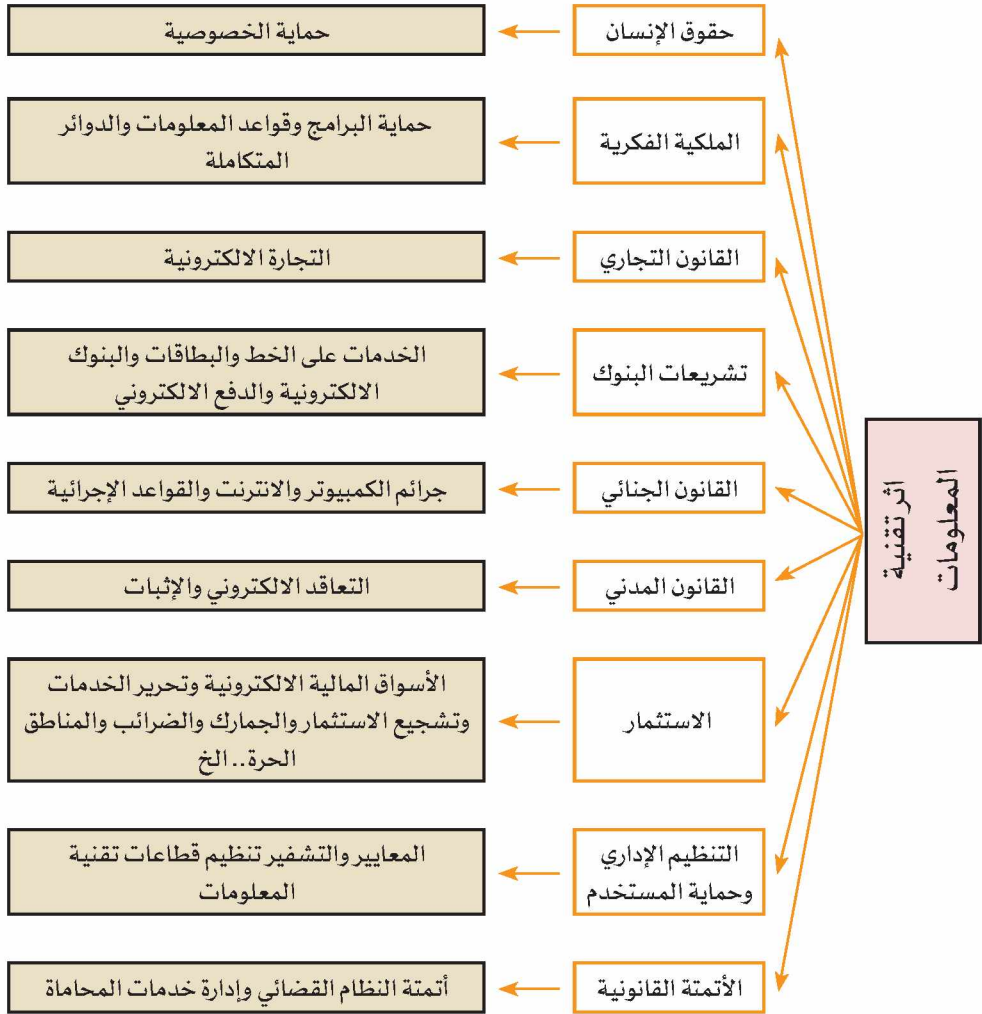 اثر تقنية
المعلومات
حقوق الإنسان
حماية الخصوصية
الملكية الفكرية
حماية البرامج وقواعد المعلومات والدوائر
المتكاملة
القانون التجاري
التجارة الالكترونية
تشريعات البنوك
الخدمات على الخط والبطاقات والبنوك
الالكترونية والدفع الالكتروني
القانون الجنائي
جرائم الكمبيوتر والانترنت والقواعد الإجرائية
القانون المدني
التعاقد الالكتروني والإثبات
الاستثمار
الأسواق المالية الالكترونية وتحرير الخدمات
وتشجيع الاستثمار والجمارك والضرائب والمناطق
الحرة.. الخ
التنظيم الإداري
وحماية المستخدم
المعايير والتشفير تنظيم قطاعات تقنية
المعلومات
الأتمتة القانونية
أتمتة النظام القضائي وإدارة خدمات المحاماة